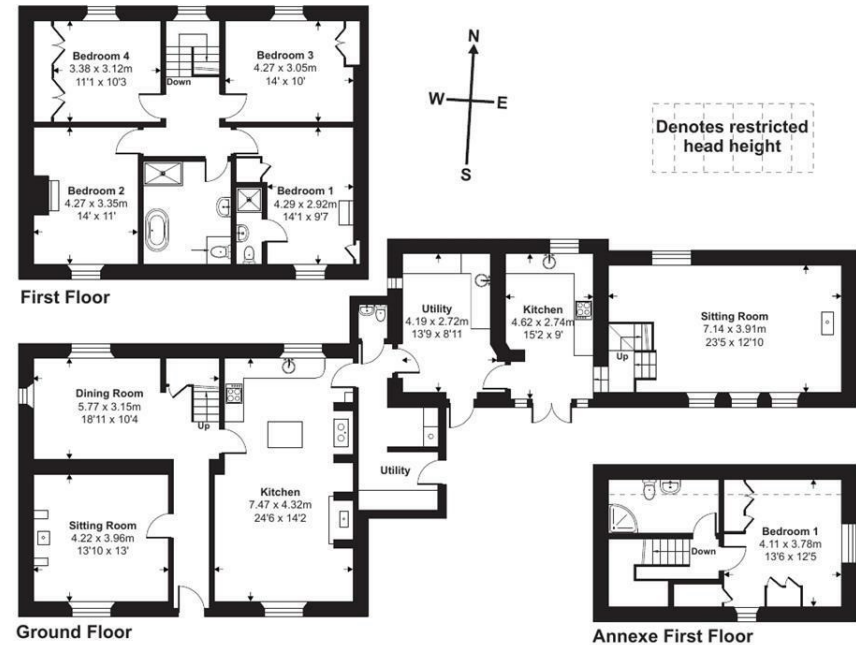 Bedroom 4
3.38 x 3.12m
11'1 x 10'3
Down
Bedroom 3
4.27 x 3.05m
14' x 10'
Bedroom 2
4.27 x 3.35m
14' x 11'
Bedroom 1
4.29 x 2.92m
14'1 x 9'7
First Floor
N
W
E
S
Denotes restricted
head height
Utility
4.19 x 2.72m
13'9 x 8'11
Kitchen
4.62 x 2.74m
15'2 x 9'
Sitting Room
7.14 x 3.91m
23'5 x 12'10
Up
Dining Room
5.77 x 3.15m
18'11 x 10'4
Up
Kitchen
7.47 x 4.32m
24'6 x 14'2
Utility
Sitting Room
4.22 x 3.96m
13'10 x 13'
Ground Floor
Bedroom 1
4.11 x 3.78m
13'6 x 12'5
Down
Annexe First Floor